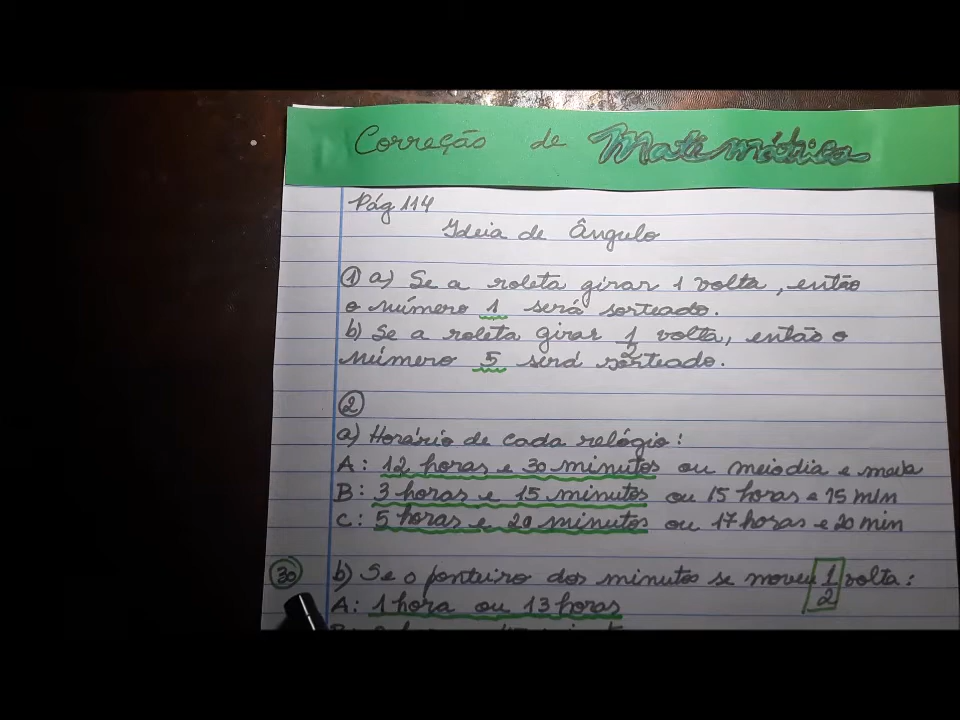 Correção de Matemática
Pág 114
Ideia de Ângulo
① a) Se a roleta girar 1 volta, então
o número 1 será sorteado.
b) Se a roleta girar 1/2 volta, então o
número 5 será sorteado.
②
a) Horário de cada relógio:
A: 12 horas e 30 minutos ou meio dia e meia
B: 3 horas e 15 minutos ou 15 horas e 15 min
C: 5 horas e 20 minutos ou 17 horas e 20 min
30 b) Se o ponteiro dos minutos se moveu 1/2 volta:
A: 1 hora ou 13 horas